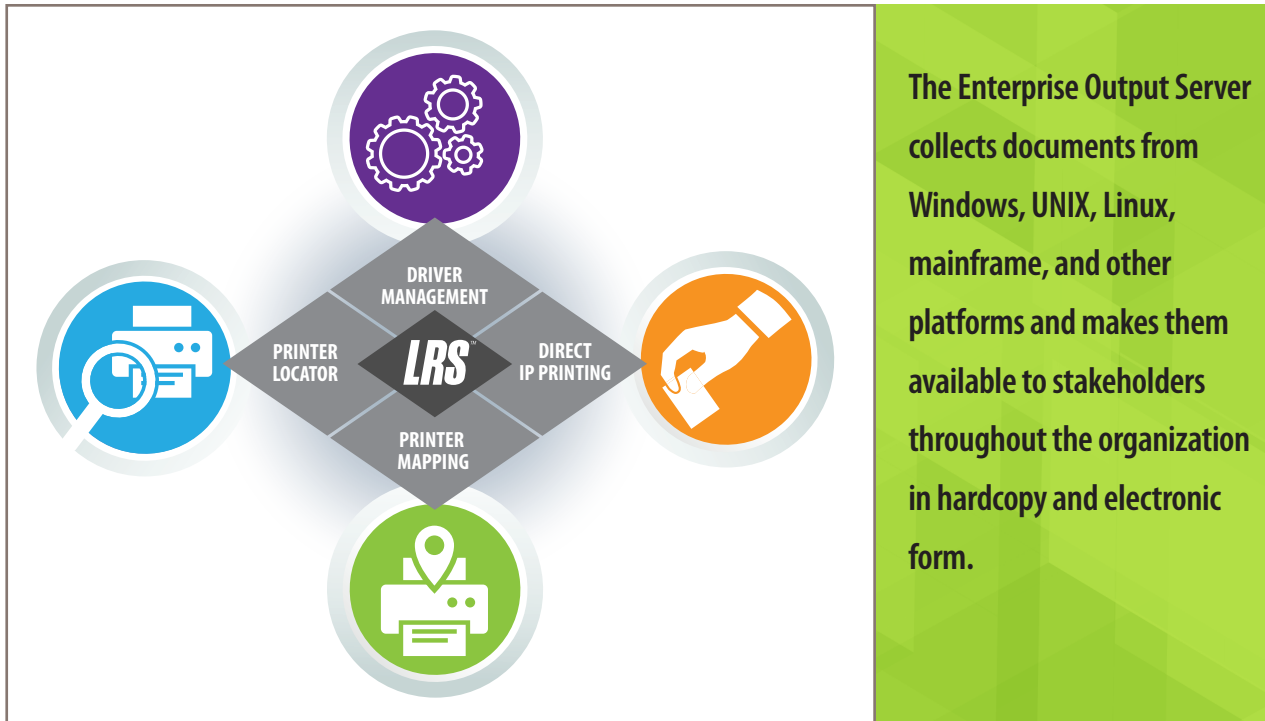 DRIVER
MANAGEMENT
PRINTER
LOCATOR
LRS™
DIRECT
IP PRINTING
PRINTER
MAPPING
The Enterprise Output Server
collects documents from
Windows, UNIX, Linux,
mainframe, and other
platforms and makes them
available to stakeholders
throughout the organization
in hardcopy and electronic
form.